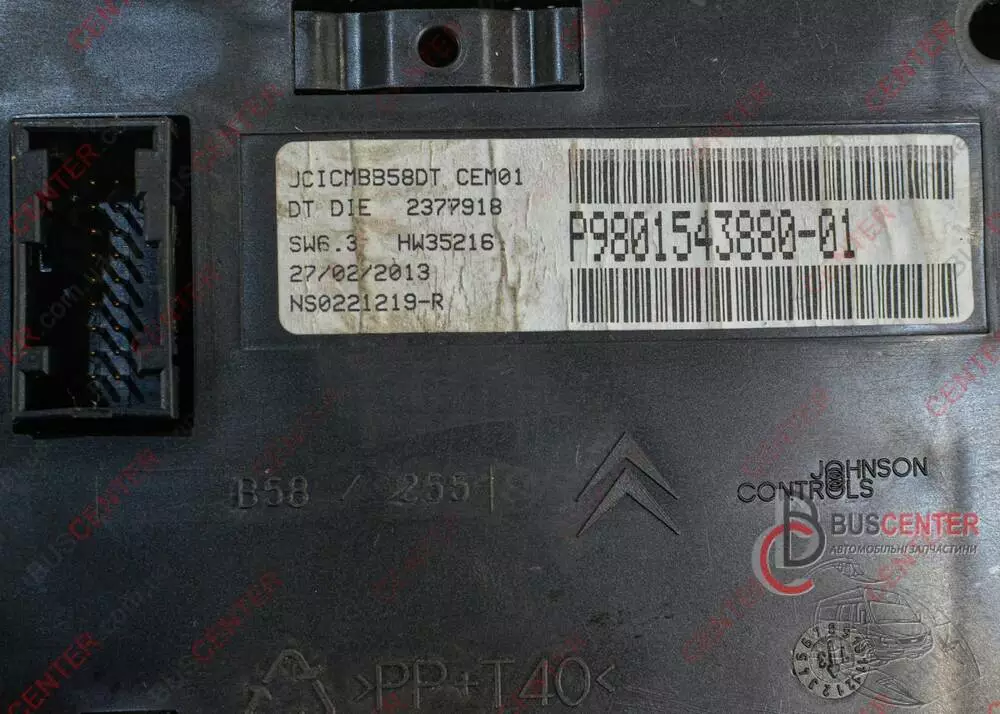 JCICMBB58DT CEM01
DT DIE 2377918
SW6.3 HW35216
27/02/2013
NS0221219-R
P9801543880-01
B58 / 255
JOHNSON
CONTROLS
BUSCENTER
АВТОМОБІЛЬНІ ЗАПЧАСТИНИ
>PP+T40<